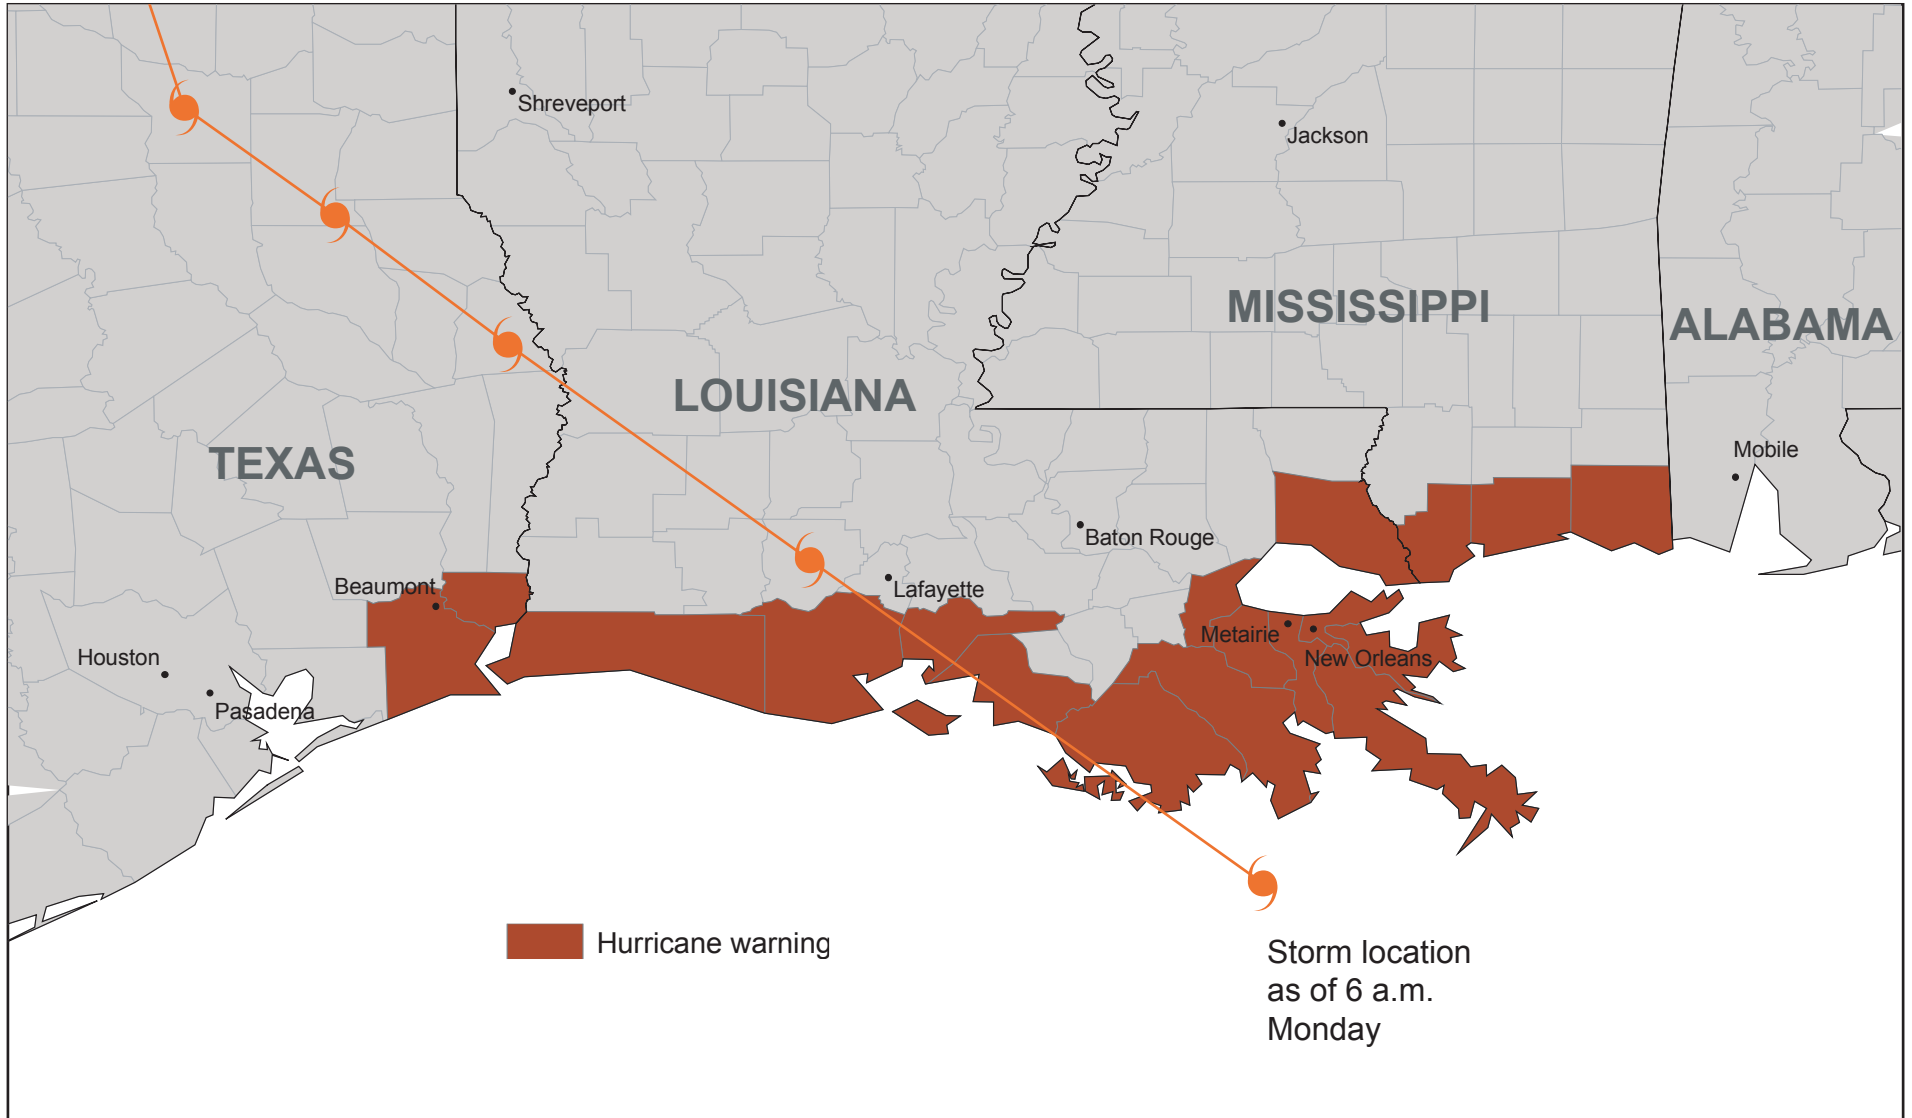 Shreveport
Jackson
MISSISSIPPI
ALABAMA
LOUISIANA
TEXAS
Mobile
Baton Rouge
Beaumont
Lafayette
Metairie
New Orleans
Houston
Pasadena
Hurricane warning
Storm location
as of 6 a.m.
Monday